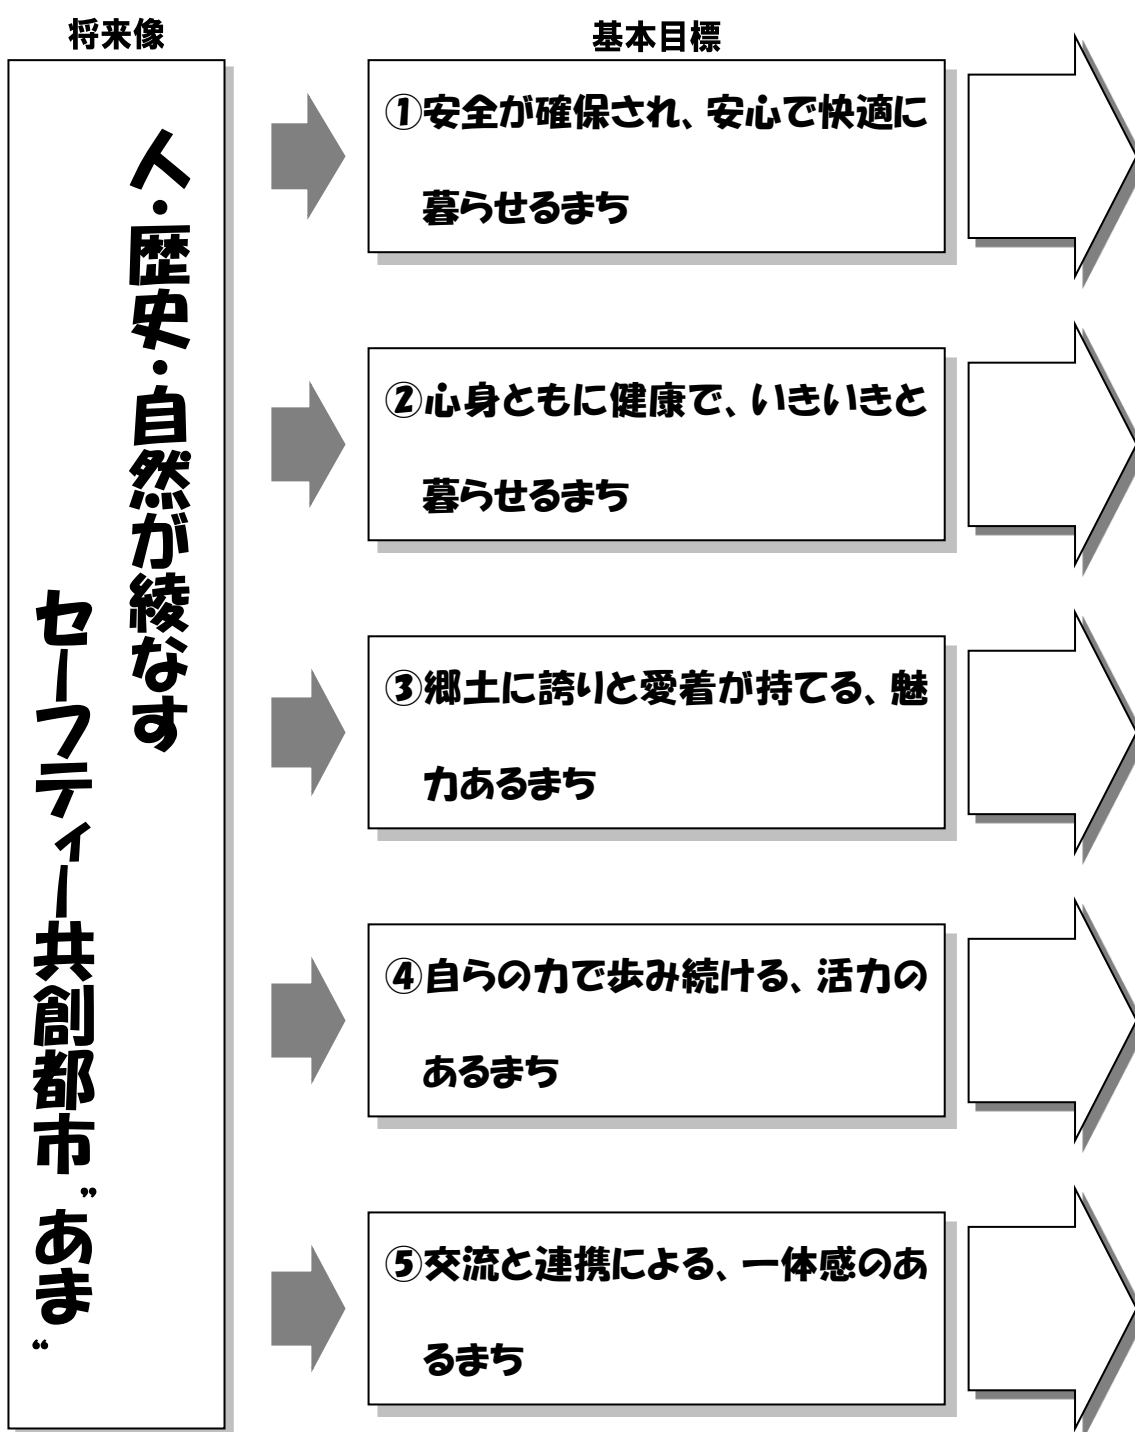 将来像
人・歴史・自然が綾なす
セーフティー共創都市“あま”
基本目標
①安全が確保され、安心で快適に
暮らせるまち
②心身ともに健康で、いきいきと
暮らせるまち
③郷土に誇りと愛着が持てる、魅
力あるまち
④自らの力で歩み続ける、活力の
あるまち
⑤交流と連携による、一体感のあ
るまち